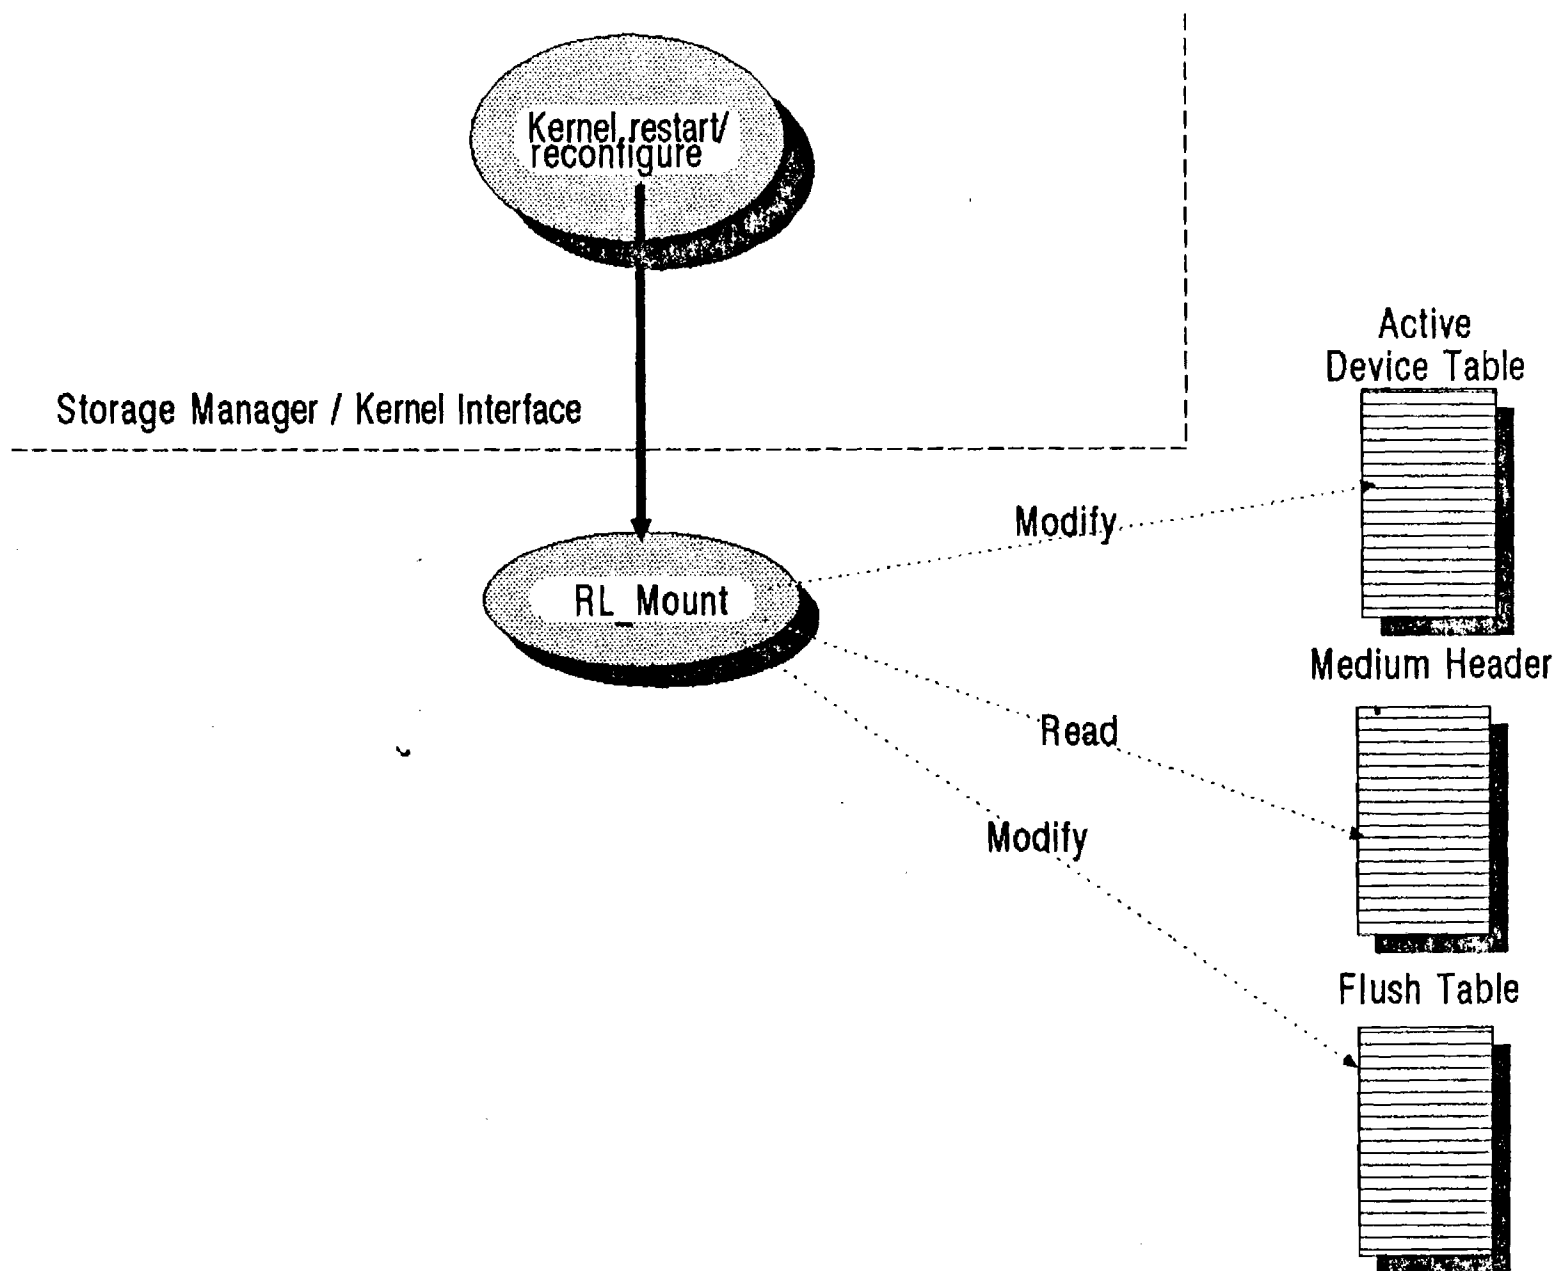 Kernel restart/
reconfigure
Storage Manager / Kernel Interface
Active
Device Table
Modify
RL_Mount
Medium Header
Read
Modify
Flush Table